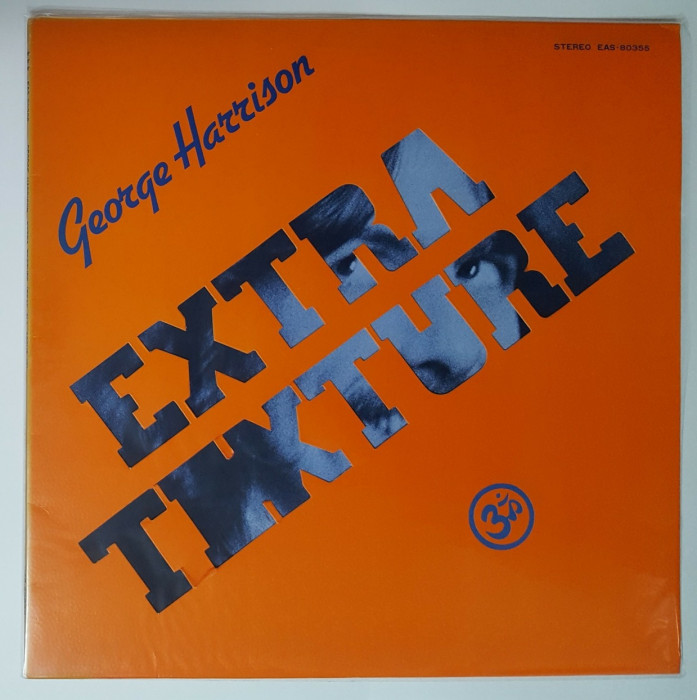 STEREO EAS-80355
George Harrison
EXTRA
TEXTURE
ॐ